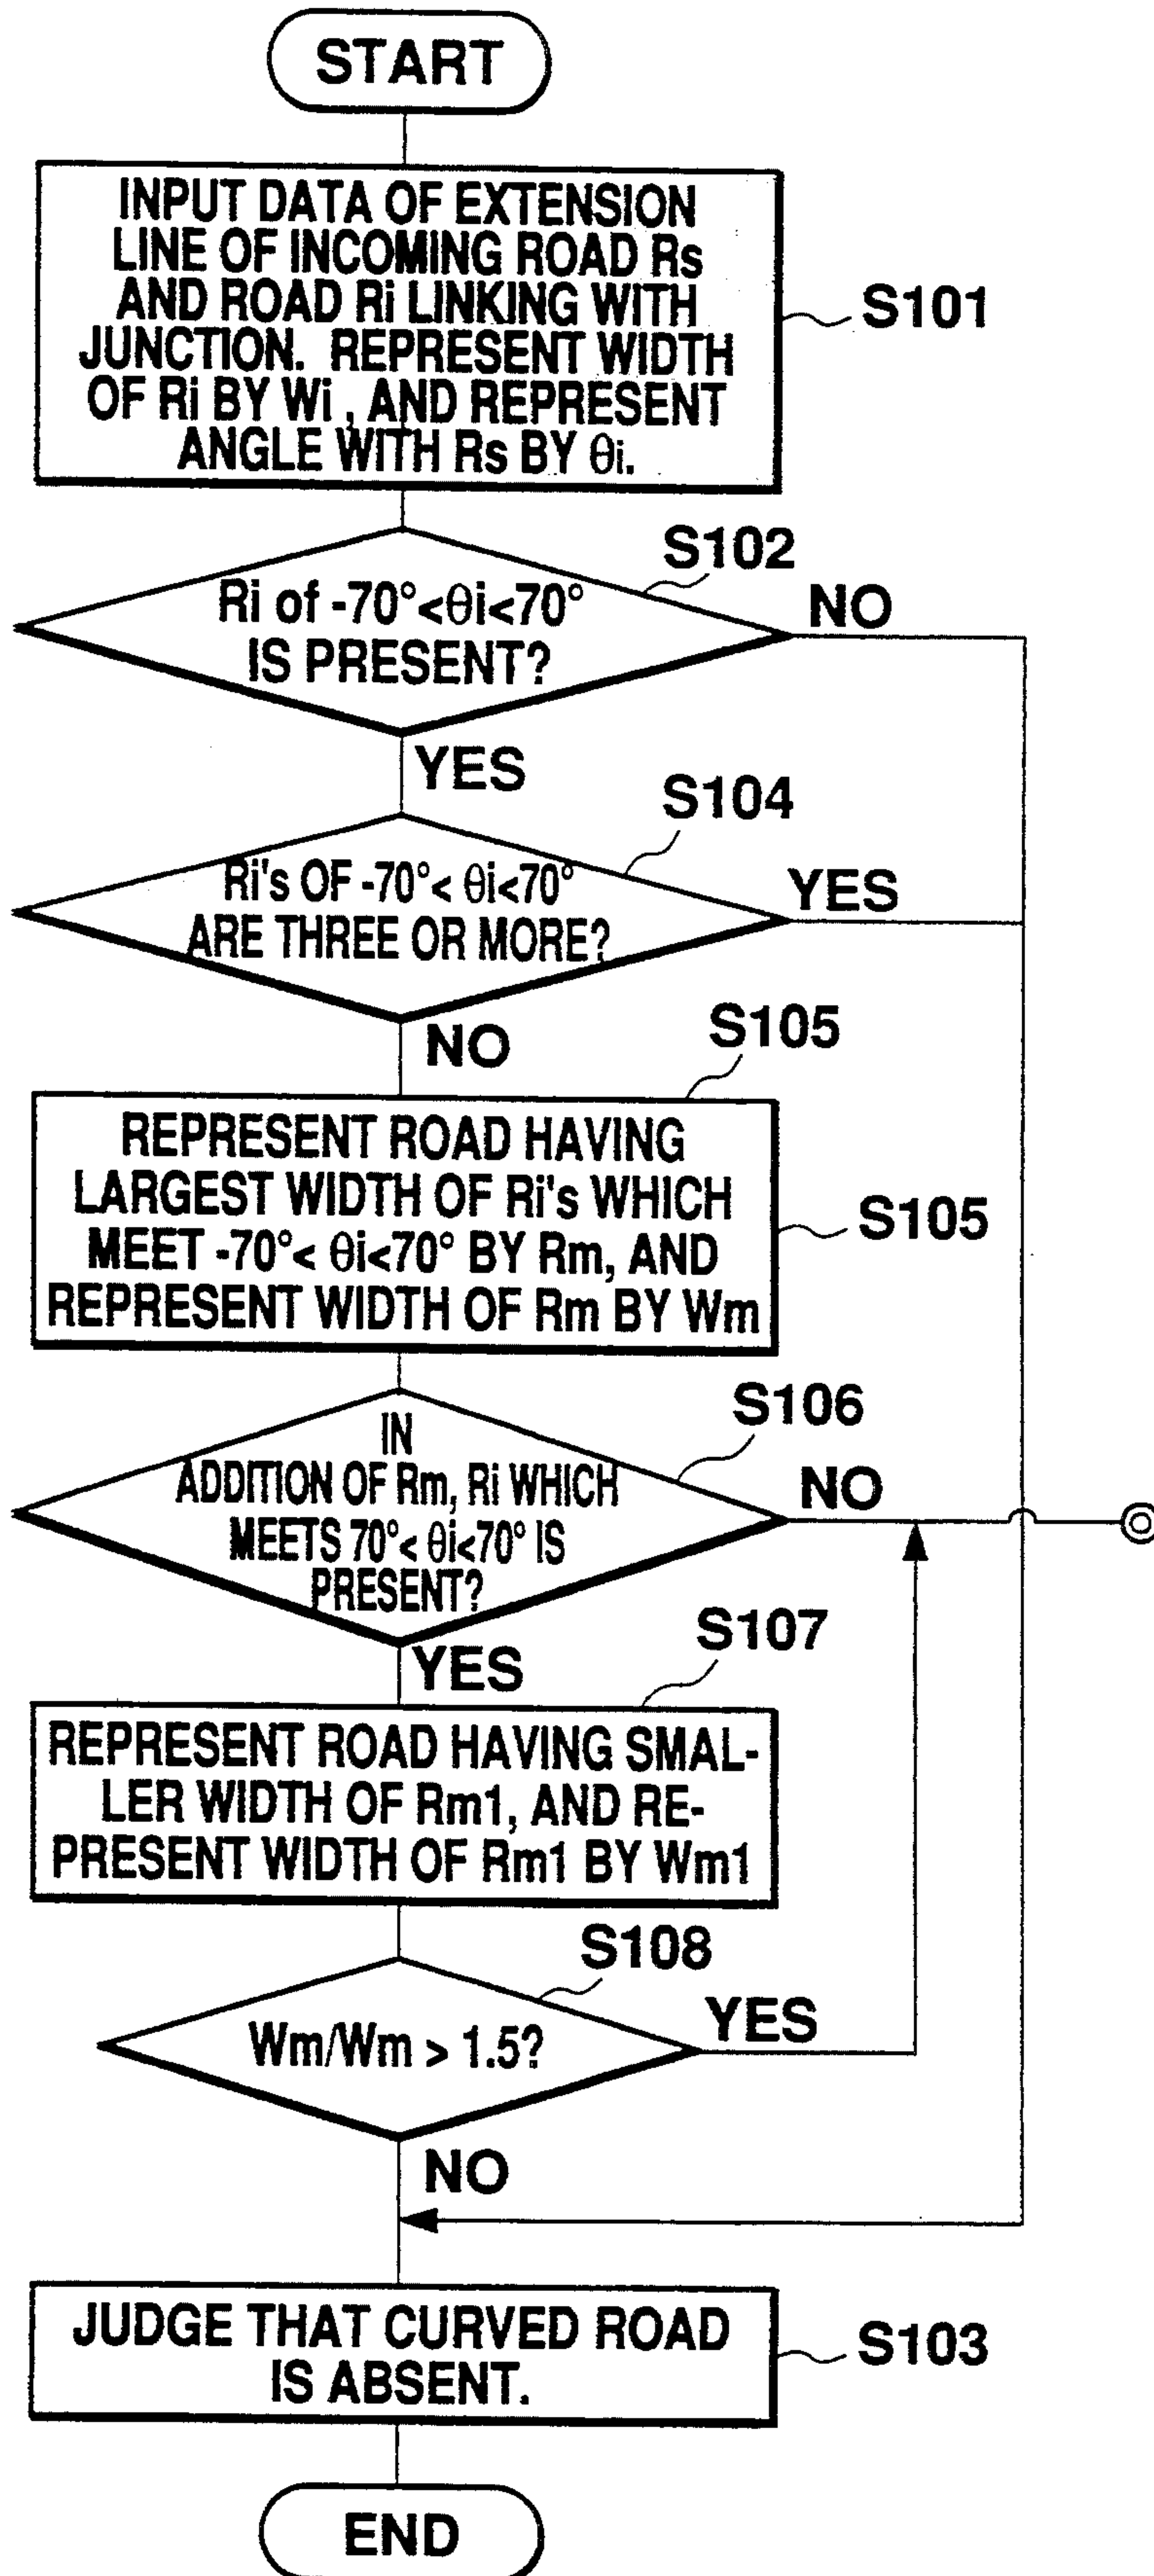 START
INPUT DATA OF EXTENSION
LINE OF INCOMING ROAD Rs
AND ROAD Ri LINKING WITH
JUNCTION. REPRESENT WIDTH
OF Ri BY Wi, AND REPRESENT
ANGLE WITH Rs BY θi.
S101
S102
Ri of -70°<θi<70°
IS PRESENT?
NO
YES
S104
Ri's OF -70°< θi<70°
ARE THREE OR MORE?
YES
NO
S105
REPRESENT ROAD HAVING
LARGEST WIDTH OF Ri's WHICH
MEET -70°< θi<70° BY Rm, AND
REPRESENT WIDTH OF Rm BY Wm
S105
S106
IN
ADDITION OF Rm, Ri WHICH
MEETS 70°< θi<70° IS
PRESENT?
NO
YES
S107
REPRESENT ROAD HAVING SMAL-
LER WIDTH OF Rm1, AND RE-
PRESENT WIDTH OF Rm1 BY Wm1
S108
Wm/Wm > 1.5?
YES
NO
JUDGE THAT CURVED ROAD
IS ABSENT.
S103
END